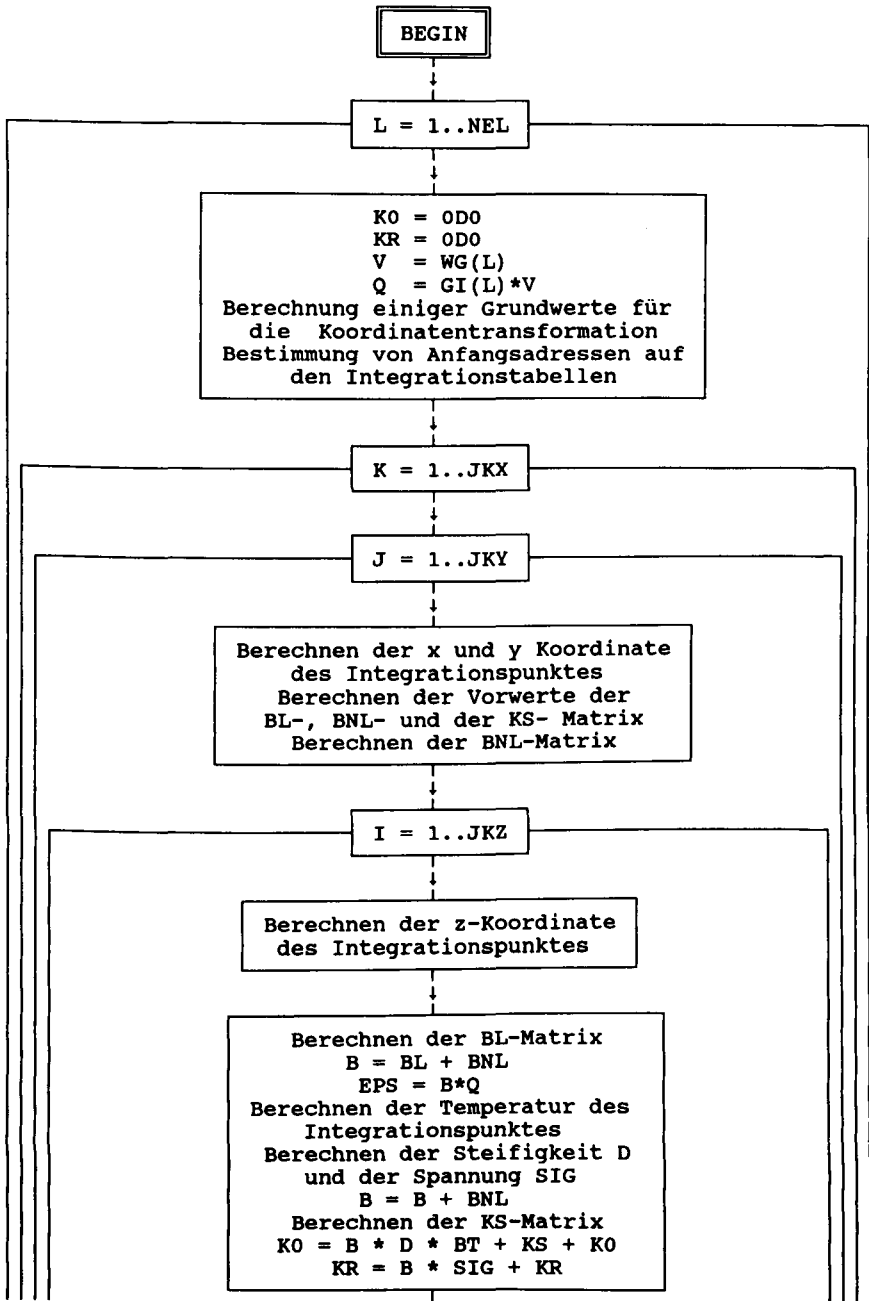 BEGIN
L = 1..NEL
K0 = 0D0
KR = 0D0
V = WG(L)
Q = GI(L)*V
Berechnung einiger Grundwerte für
die Koordinatentransformation
Bestimmung von Anfangsadressen auf
den Integrationstabellen
K = 1..JKX
J = 1..JKY
Berechnen der x und y Koordinate
des Integrationspunktes
Berechnen der Vorwerte der
BL-, BNL- und der KS- Matrix
Berechnen der BNL-Matrix
I = 1..JKZ
Berechnen der z-Koordinate
des Integrationspunktes
Berechnen der BL-Matrix
B = BL + BNL
EPS = B*Q
Berechnen der Temperatur des
Integrationspunktes
Berechnen der Steifigkeit D
und der Spannung SIG
B = B + BNL
Berechnen der KS-Matrix
K0 = B * D * BT + KS + K0
KR = B * SIG + KR